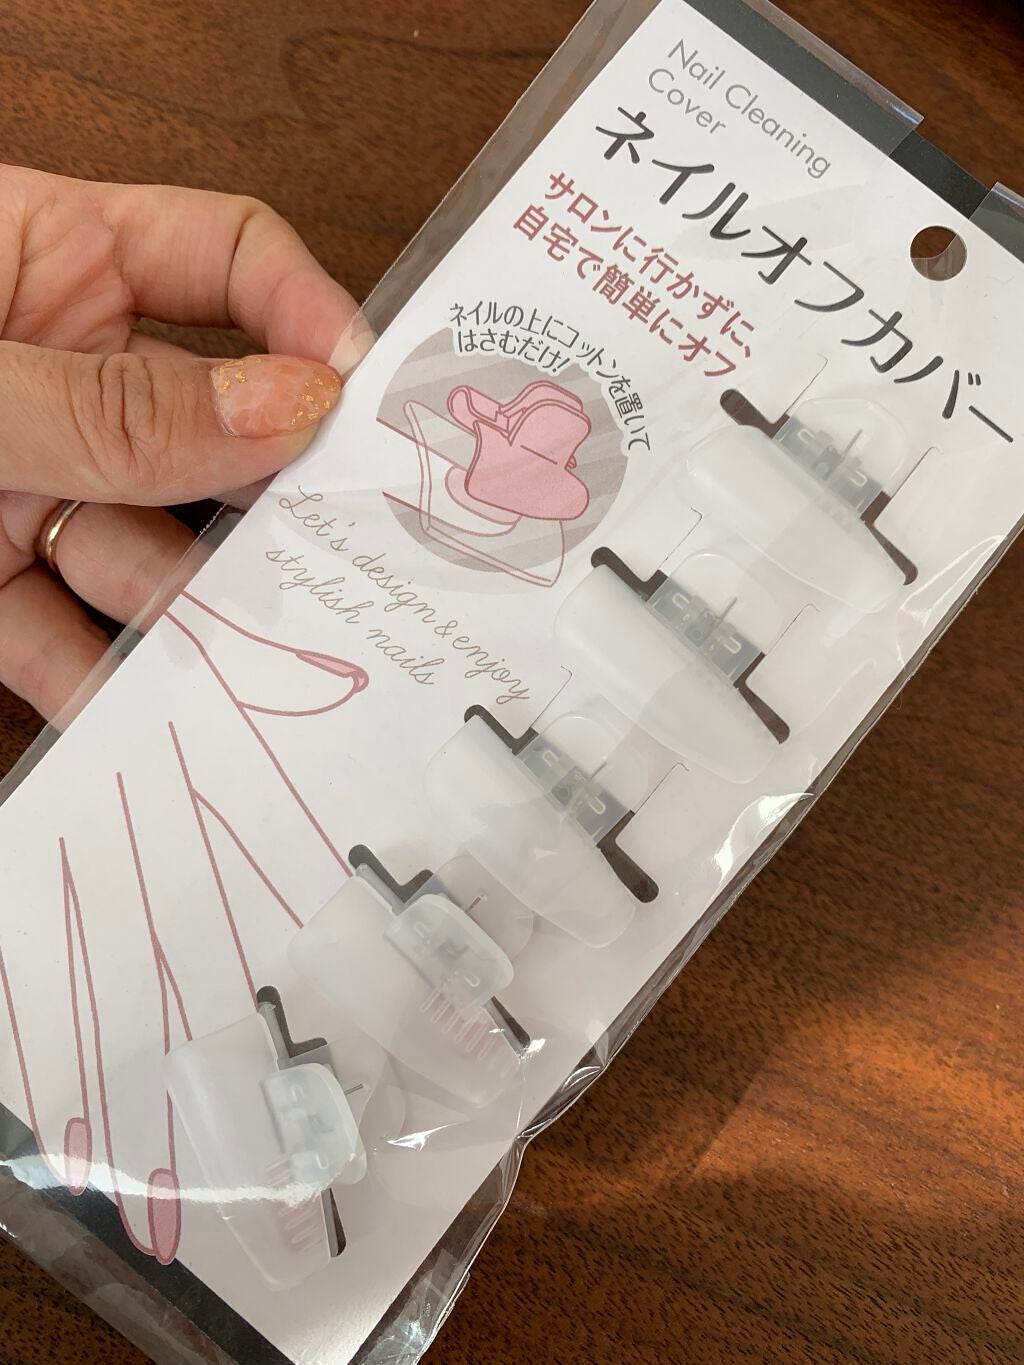 Nail Cleaning
Cover
ネイルオフカバー
サロンに行かずに、
自宅で簡単にオフ
ネイルの上にコットンを置いて
はさむだけ!
Let's design & enjoy
stylish nails